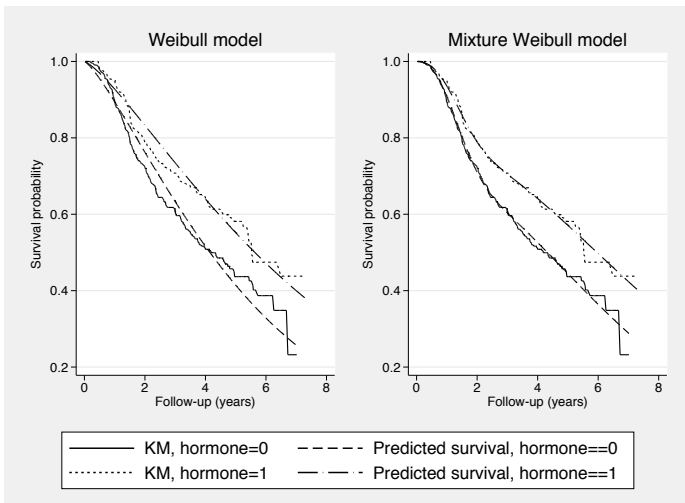 Weibull model
Mixture Weibull model
Survival probability
1.0
0.8
0.6
0.4
0.2
0 2 4 6 8
Follow-up (years)
Survival probability
1.0
0.8
0.6
0.4
0.2
0 2 4 6 8
Follow-up (years)
KM, hormone=0 Predicted survival, hormone==0
KM, hormone=1 Predicted survival, hormone==1